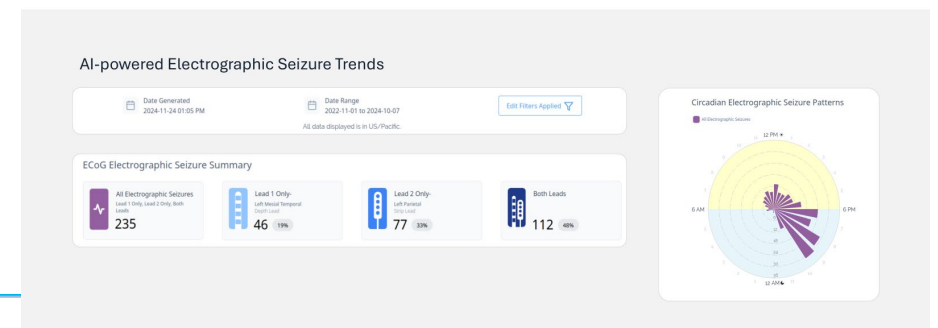 AI-powered Electrographic Seizure Trends
Date Generated
2024-11-24 01:05 PM
Date Range
2022-11-01 to 2024-10-07
Edit Filters Applied
All data displayed is in US/Pacific.
ECoG Electrographic Seizure Summary
All Electrographic Seizures
Lead 1 Only, Lead 2 Only, Both
Leads
235
Lead 1 Only-
Left Mesial Temporal
Depth Lead
46 19%
Lead 2 Only-
Left Parietal
Strip Lead
77 33%
Both Leads
112 48%
Circadian Electrographic Seizure Patterns
All Electrographic Seizures
12 PM
6 AM
6 PM
12 AM